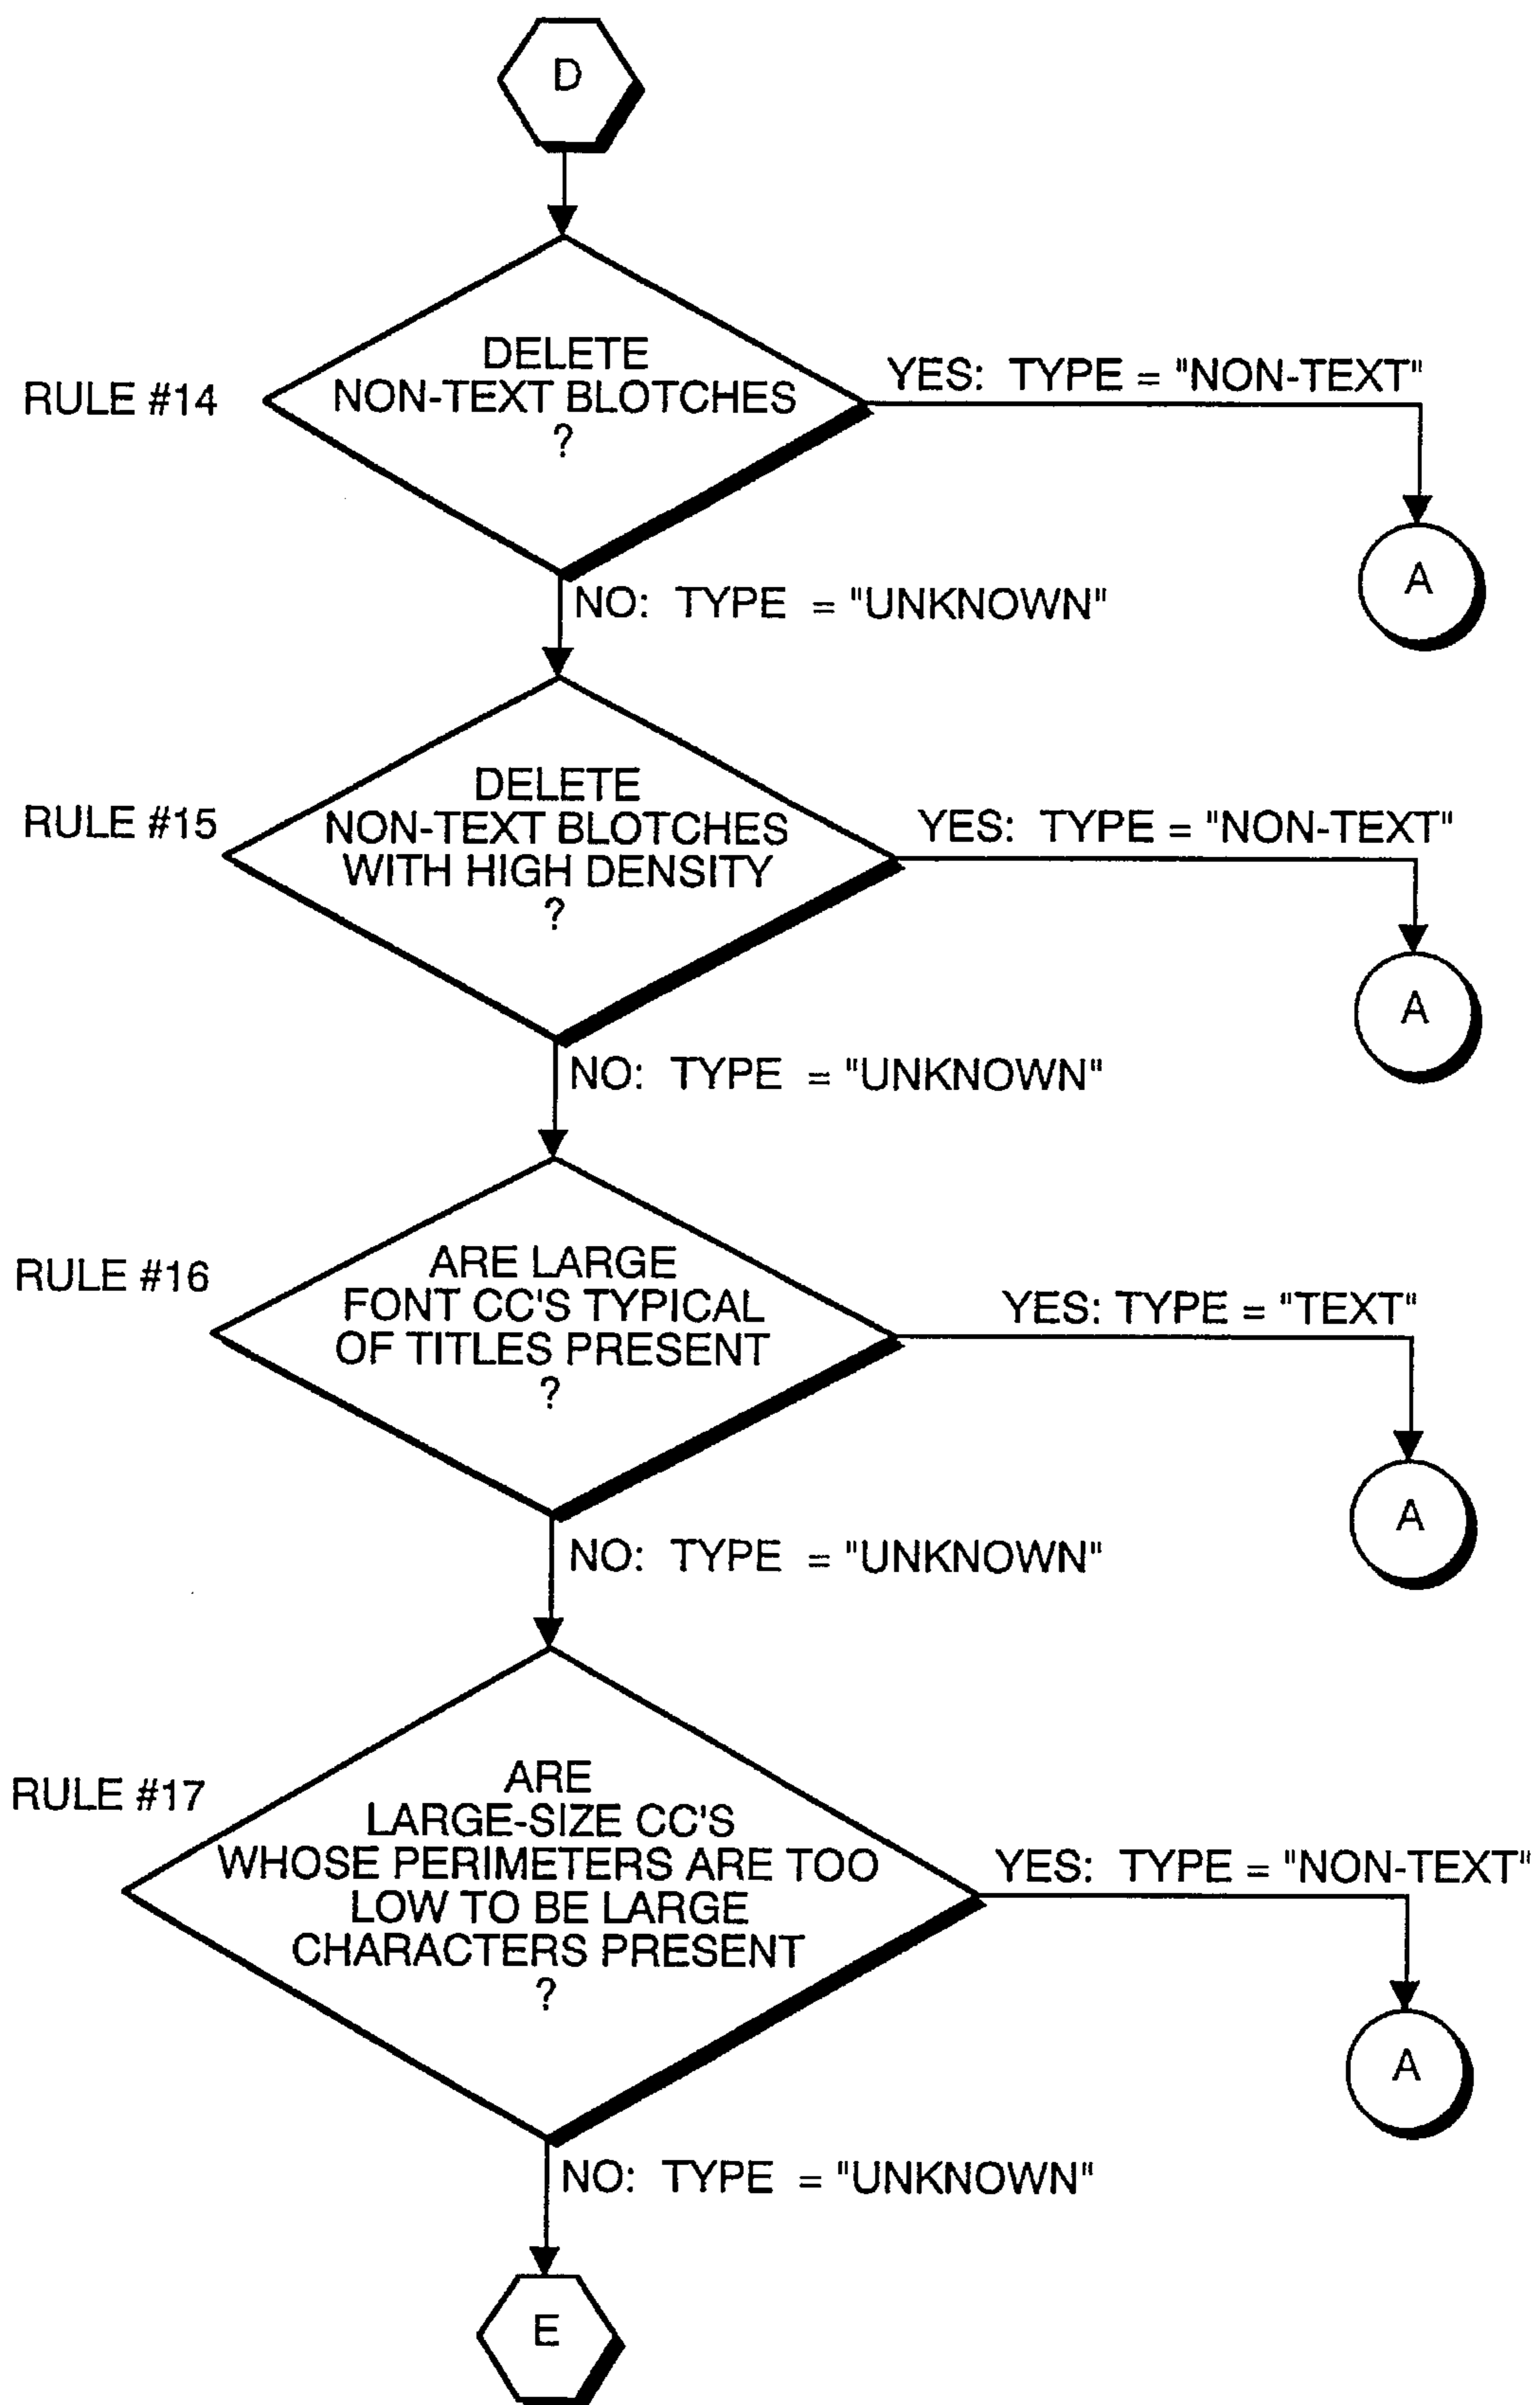 D
DELETE
NON-TEXT BLOTCHES
?
RULE #14
YES: TYPE = "NON-TEXT"
A
NO: TYPE = "UNKNOWN"
DELETE
NON-TEXT BLOTCHES
WITH HIGH DENSITY
?
RULE #15
YES: TYPE = "NON-TEXT"
A
NO: TYPE = "UNKNOWN"
ARE LARGE
FONT CC'S TYPICAL
OF TITLES PRESENT
?
RULE #16
YES: TYPE = "TEXT"
A
NO: TYPE = "UNKNOWN"
ARE
LARGE-SIZE CC'S
WHOSE PERIMETERS ARE TOO
LOW TO BE LARGE
CHARACTERS PRESENT
?
RULE #17
YES: TYPE = "NON-TEXT"
A
NO: TYPE = "UNKNOWN"
E